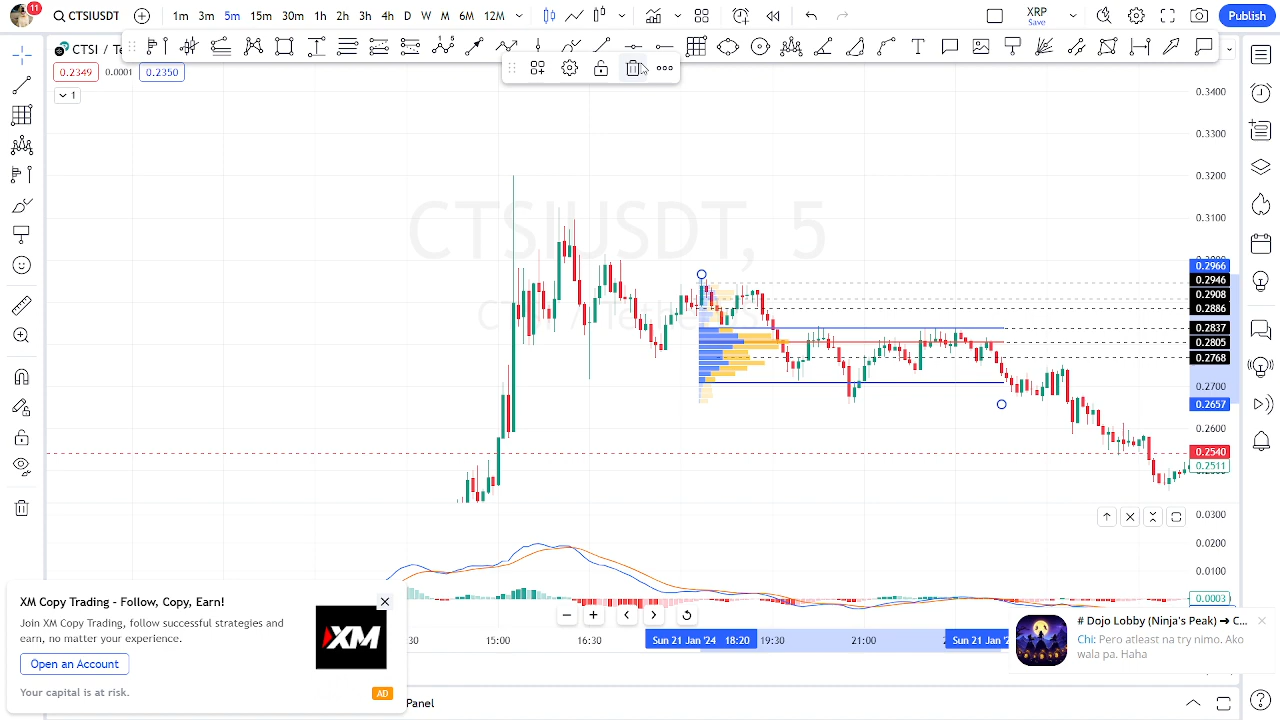 11
CTSIUSDT
1m 3m 5m 15m 30m 1h 2h 3h 4h D W M 6M 12M
XRP
Save
Publish
CTSI / Te
0.2349 0.0001 0.2350
1
CTSIUSDT, 5
0.3400
0.3300
0.3200
0.3100
0.2966
0.2946
0.2908
0.2886
0.2837
0.2805
0.2768
0.2700
0.2657
0.2600
0.2540
0.2511
0.0300
0.0200
0.0100
0.0003
XM Copy Trading - Follow, Copy, Earn!
Join XM Copy Trading, follow successful strategies and
earn, no matter your experience.
XM
Open an Account
Your capital is at risk.
AD
:30 15:00 16:30 Sun 21 Jan '24 18:20 19:30 21:00 Sun 21 Jan '2
# Dojo Lobby (Ninja's Peak) ➜ C...
Chi: Pero atleast na try nimo. Ako
wala pa. Haha
Panel